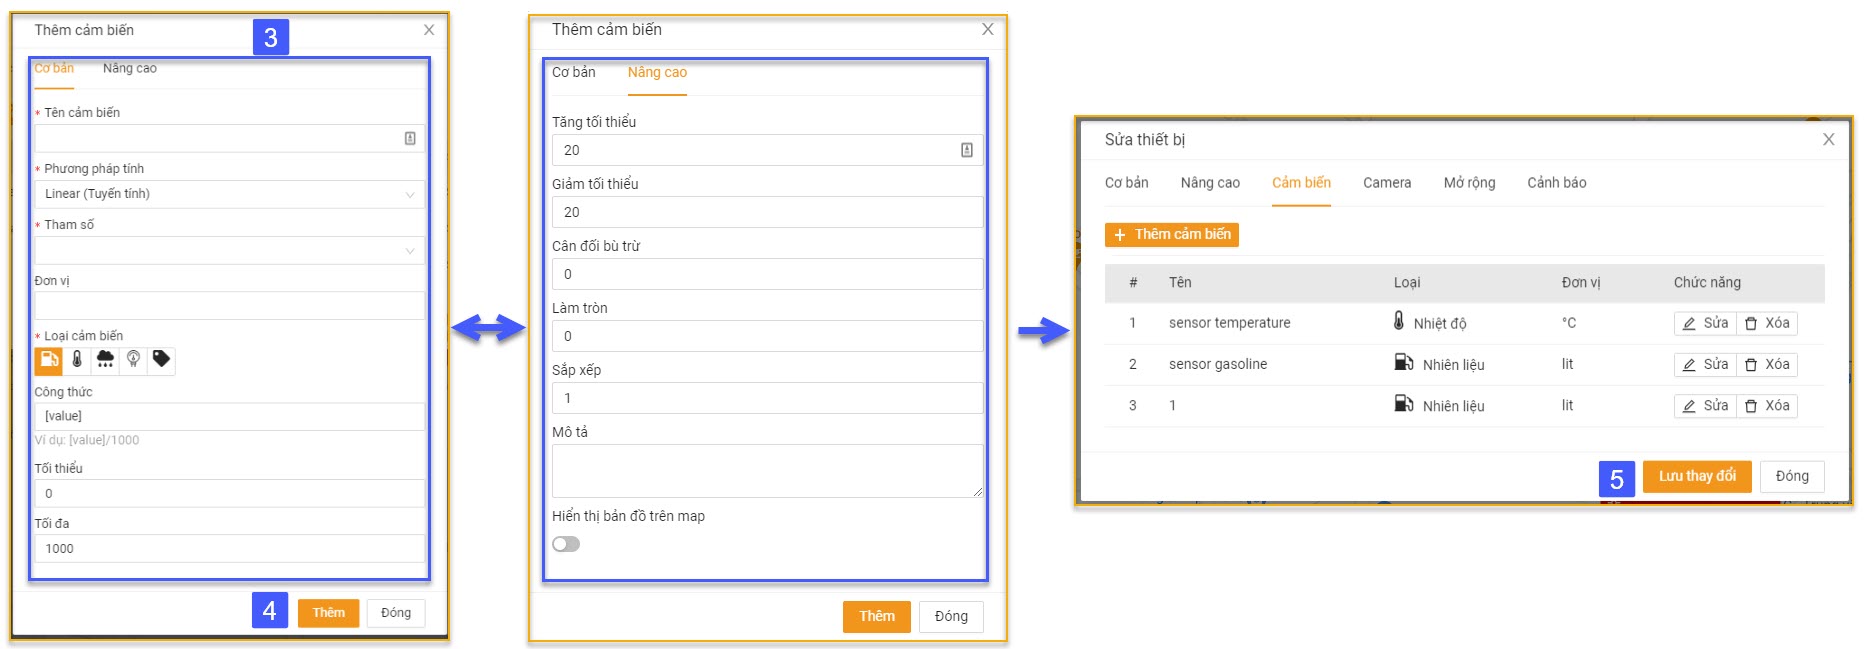 Thêm cảm biến
3
Cơ bản Nâng cao
* Tên cảm biến
* Phương pháp tính
Linear (Tuyến tính)
* Tham số
Đơn vị
* Loại cảm biến
Công thức
[value]
Ví dụ: [value]/1000
Tối thiểu
0
Tối đa
1000
4
Thêm Đóng
Thêm cảm biến
Cơ bản Nâng cao
Tăng tối thiểu
20
Giảm tối thiểu
20
Cân đối bù trừ
0
Làm tròn
0
Sắp xếp
1
Mô tả
Hiển thị bản đồ trên map
Thêm Đóng
Sửa thiết bị
Cơ bản Nâng cao Cảm biến Camera Mở rộng Cảnh báo
+ Thêm cảm biến
# Tên Loại Đơn vị Chức năng
1 sensor temperature Nhiệt độ °C Sửa Xóa
2 sensor gasoline Nhiên liệu lit Sửa Xóa
3 1 Nhiên liệu lit Sửa Xóa
5
Lưu thay đổi Đóng